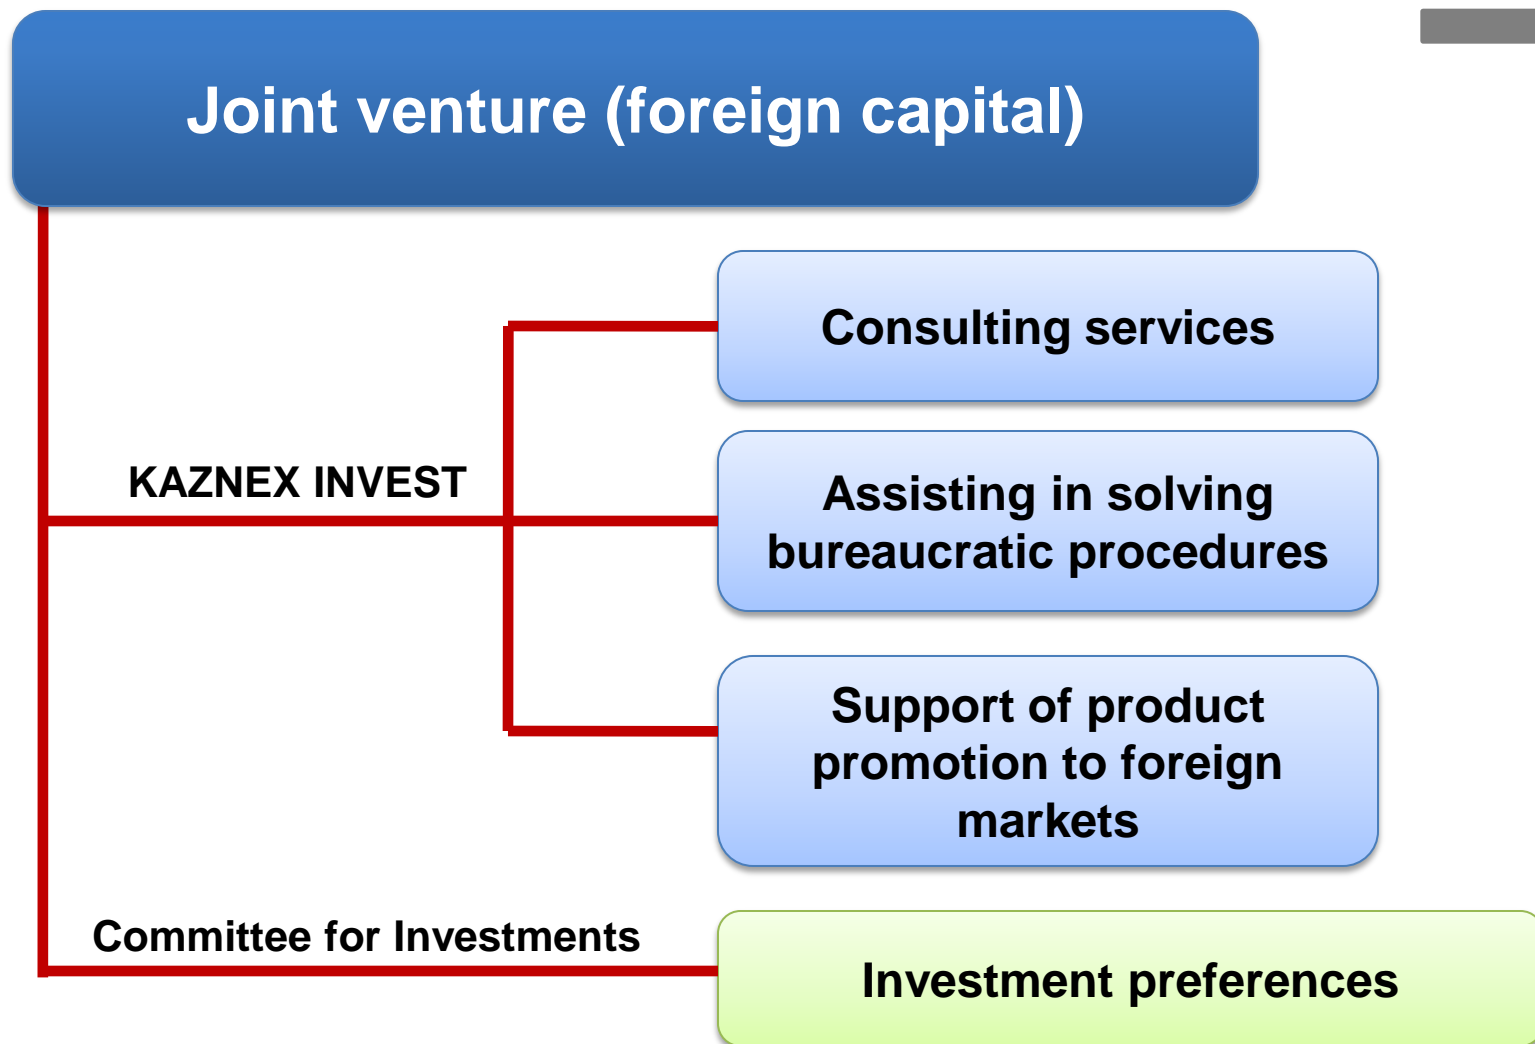 Joint venture (foreign capital)
Consulting services
KAZNEX INVEST
Assisting in solving
bureaucratic procedures
Support of product
promotion to foreign
markets
Committee for Investments
Investment preferences